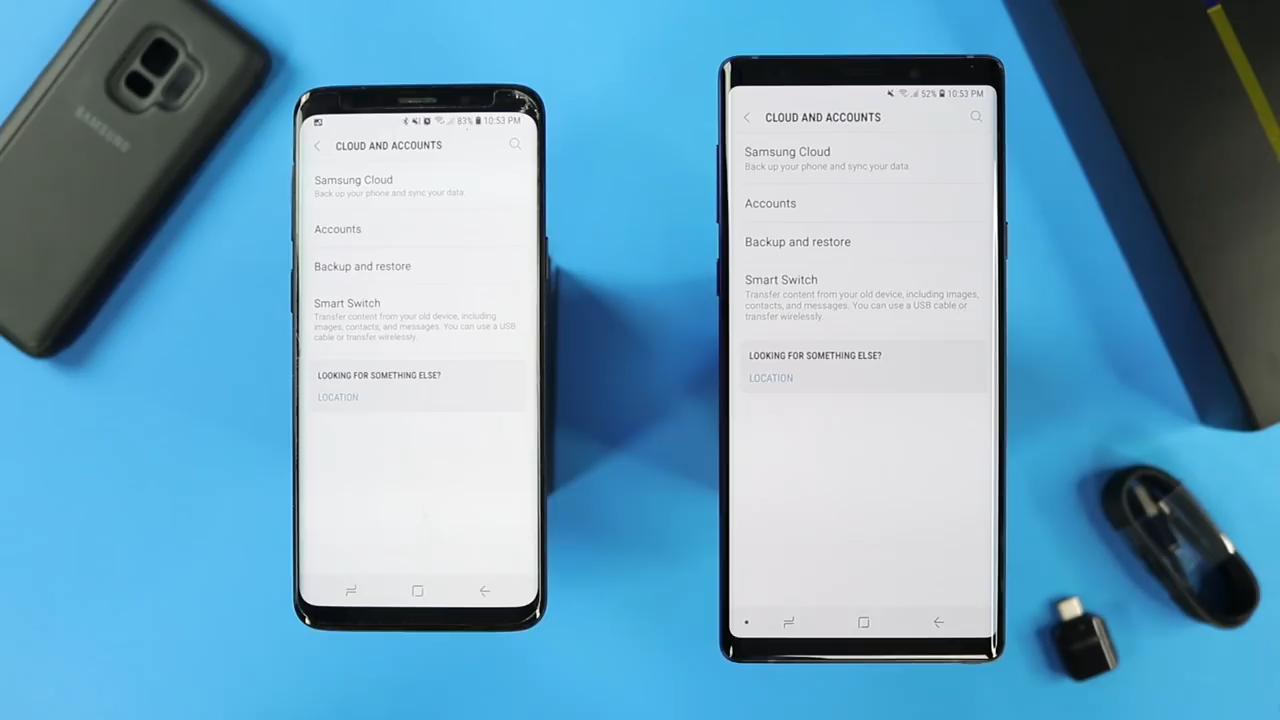 SAMSUNG
83% 10:53 PM
CLOUD AND ACCOUNTS
Samsung Cloud
Back up your phone and sync your data.
Accounts
Backup and restore
Smart Switch
Transfer content from your old device, including
images, contacts, and messages. You can use a USB
cable or transfer wirelessly.
LOOKING FOR SOMETHING ELSE?
LOCATION
52% 10:53 PM
CLOUD AND ACCOUNTS
Samsung Cloud
Back up your phone and sync your data.
Accounts
Backup and restore
Smart Switch
Transfer content from your old device, including images,
contacts, and messages. You can use a USB cable or
transfer wirelessly.
LOOKING FOR SOMETHING ELSE?
LOCATION